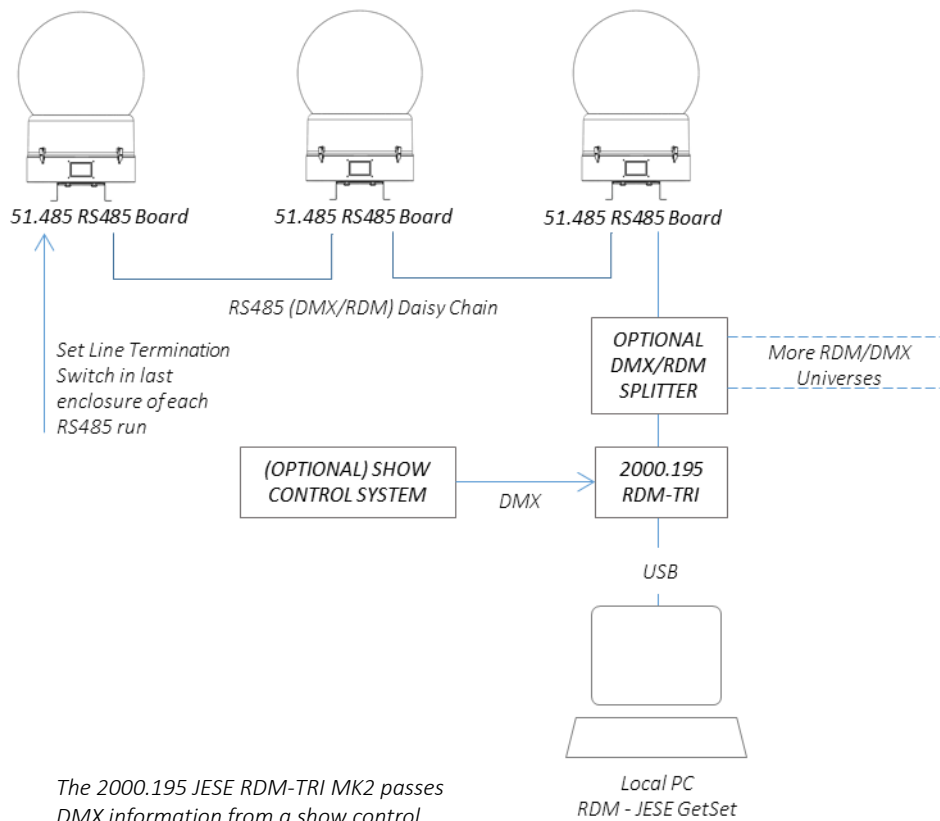 51.485 RS485 Board
51.485 RS485 Board
51.485 RS485 Board
RS485 (DMX/RDM) Daisy Chain
Set Line Termination
Switch in last
enclosure of each
RS485 run
OPTIONAL
DMX/RDM
SPLITTER
More RDM/DMX
Universes
(OPTIONAL) SHOW
CONTROL SYSTEM
DMX
2000.195
RDM-TRI
USB
Local PC
RDM - JESE GetSet
The 2000.195 JESE RDM-TRI MK2 passes
DMX information from a show control